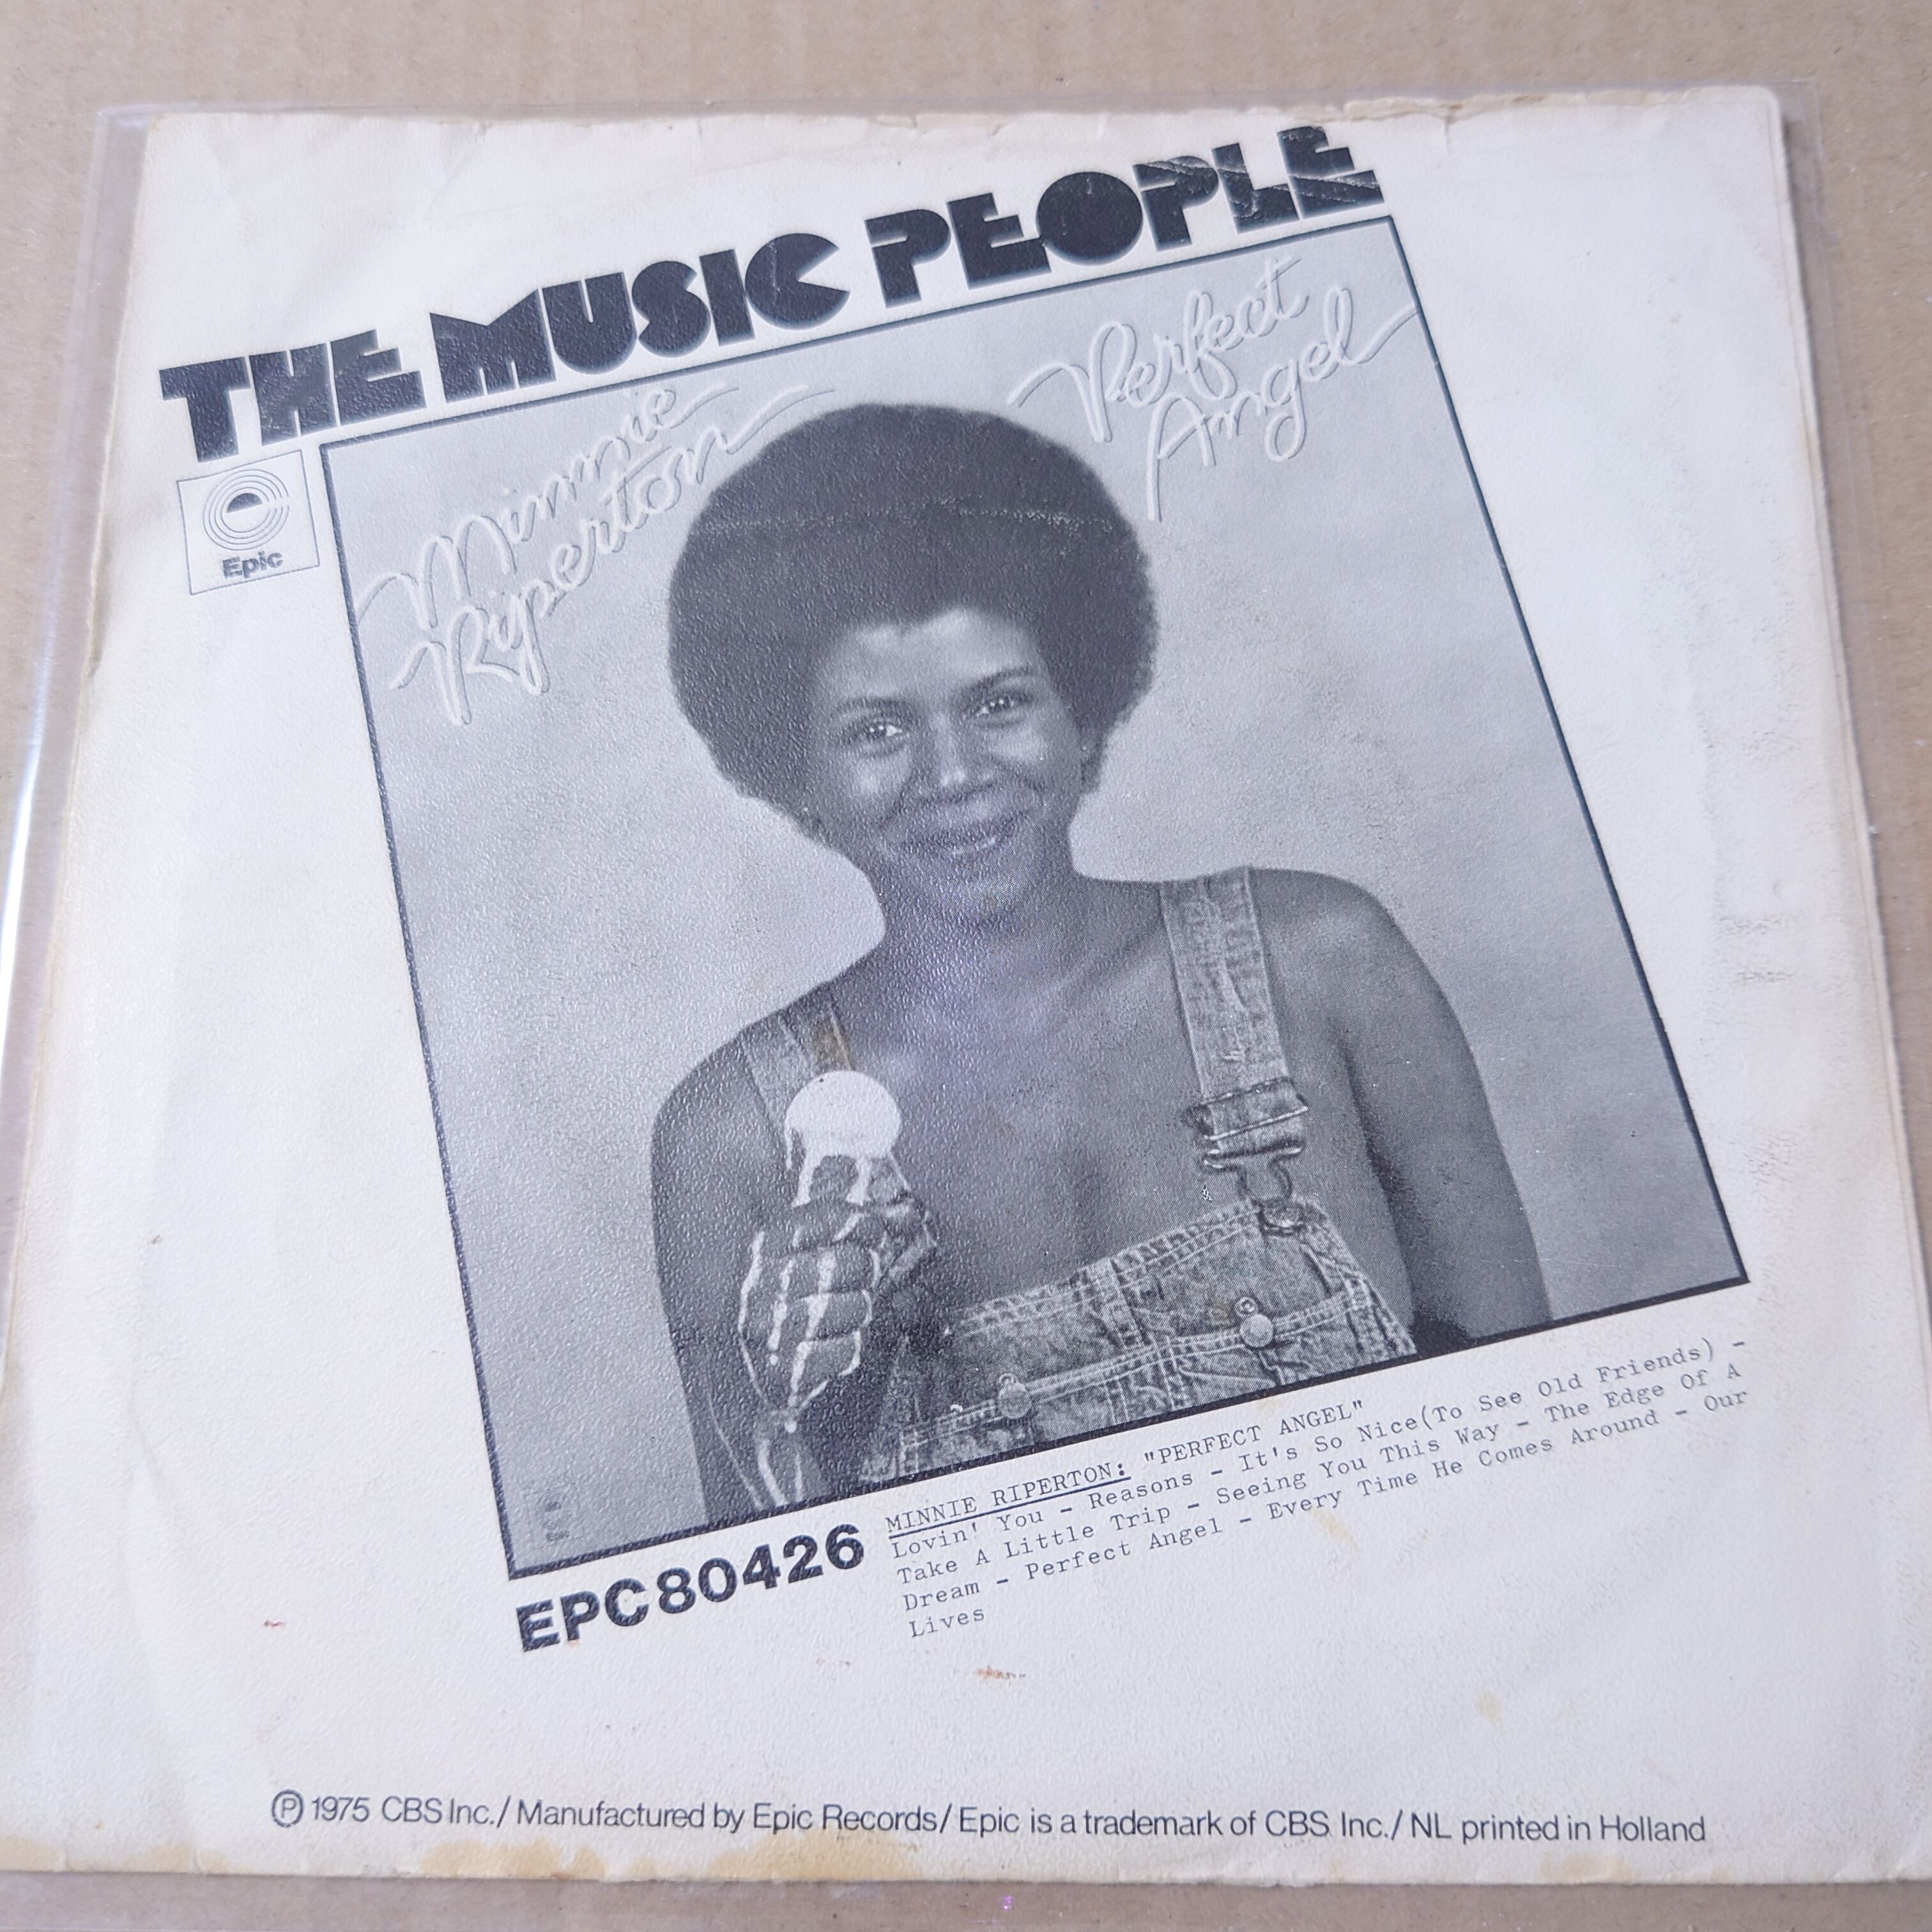 THE MUSIC PEOPLE
Epic
Minnie
Riperton
Perfect
Angel
EPC80426
MINNIE RIPERTON: "PERFECT ANGEL"
Lovin' You - Reasons - It's So Nice(To See Old Friends) -
Take A Little Trip - Seeing You This Way - The Edge Of A
Dream - Perfect Angel - Every Time He Comes Around - Our
Lives
Ⓟ 1975 CBS Inc./ Manufactured by Epic Records/ Epic is a trademark of CBS Inc./ NL printed in Holland